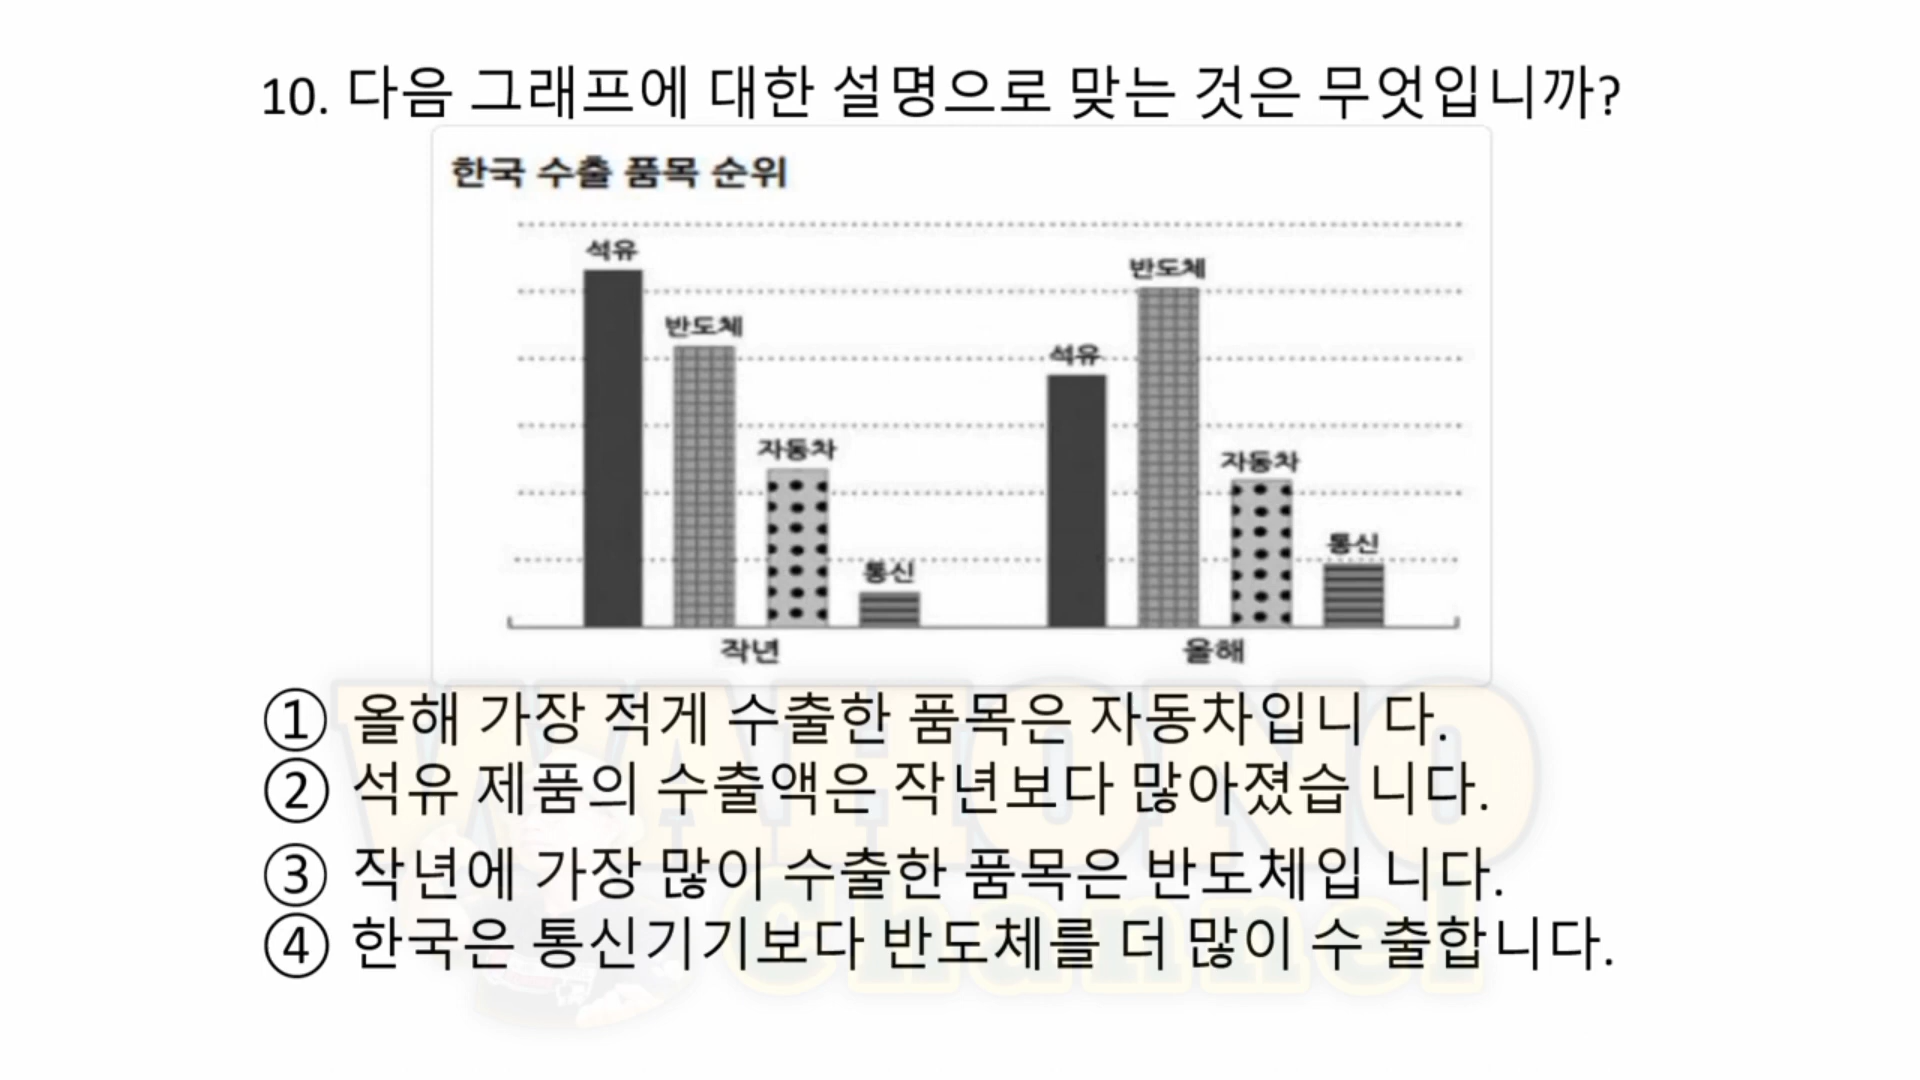 10. 다음 그래프에 대한 설명으로 맞는 것은 무엇입니까?
한국 수출 품목 순위
석유
반도체
자동차
통신
석유
반도체
자동차
통신
작년
올해
① 올해 가장 적게 수출한 품목은 자동차입니 다.
② 석유 제품의 수출액은 작년보다 많아졌습 니다.
③ 작년에 가장 많이 수출한 품목은 반도체입 니다.
④ 한국은 통신기기보다 반도체를 더 많이 수 출합니다.
WAHONO
Channel